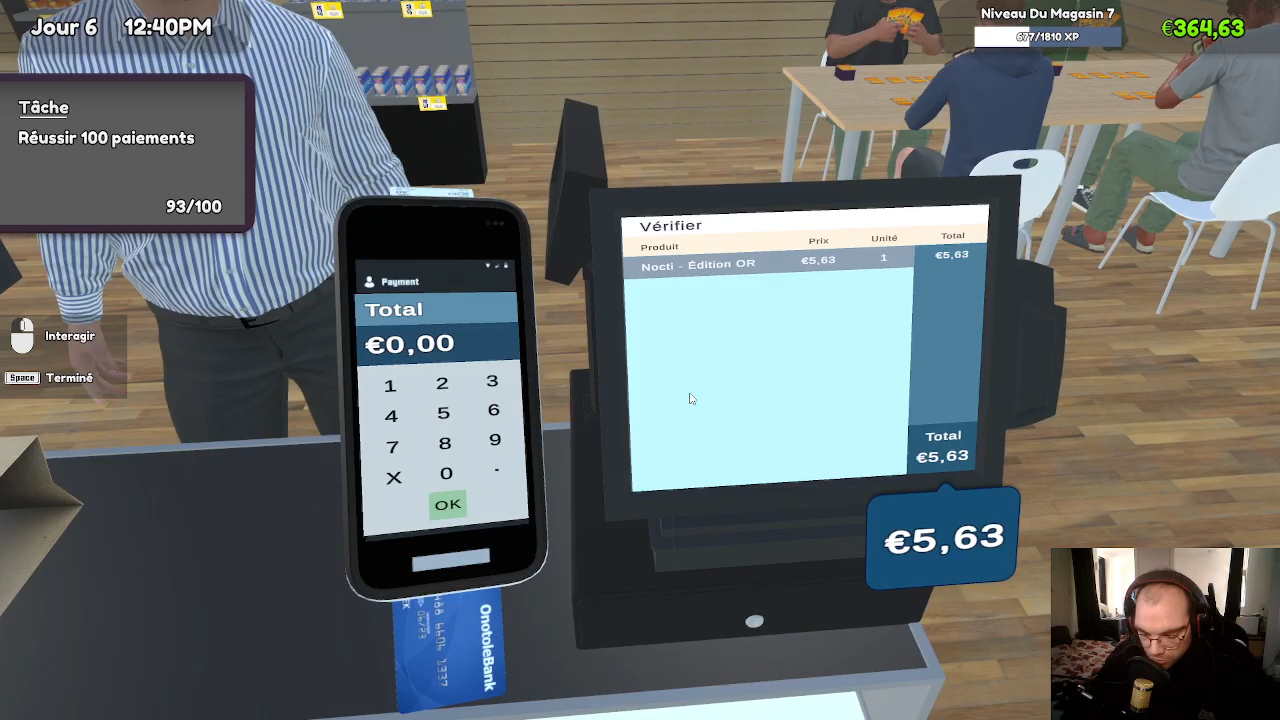 Jour 6 12:40PM
Niveau Du Magasin 7
677/1810 XP
€364,63
Tâche
Réussir 100 paiements
93/100
Interagir
Space Terminé
Payment
Total
€0,00
1 2 3
4 5 6
7 8 9
X 0 .
OK
Vérifier
Produit Prix Unité Total
Nocti - Édition OR €5,63 1 €5,63
Total
€5,63
€5,63
OnotoleBank